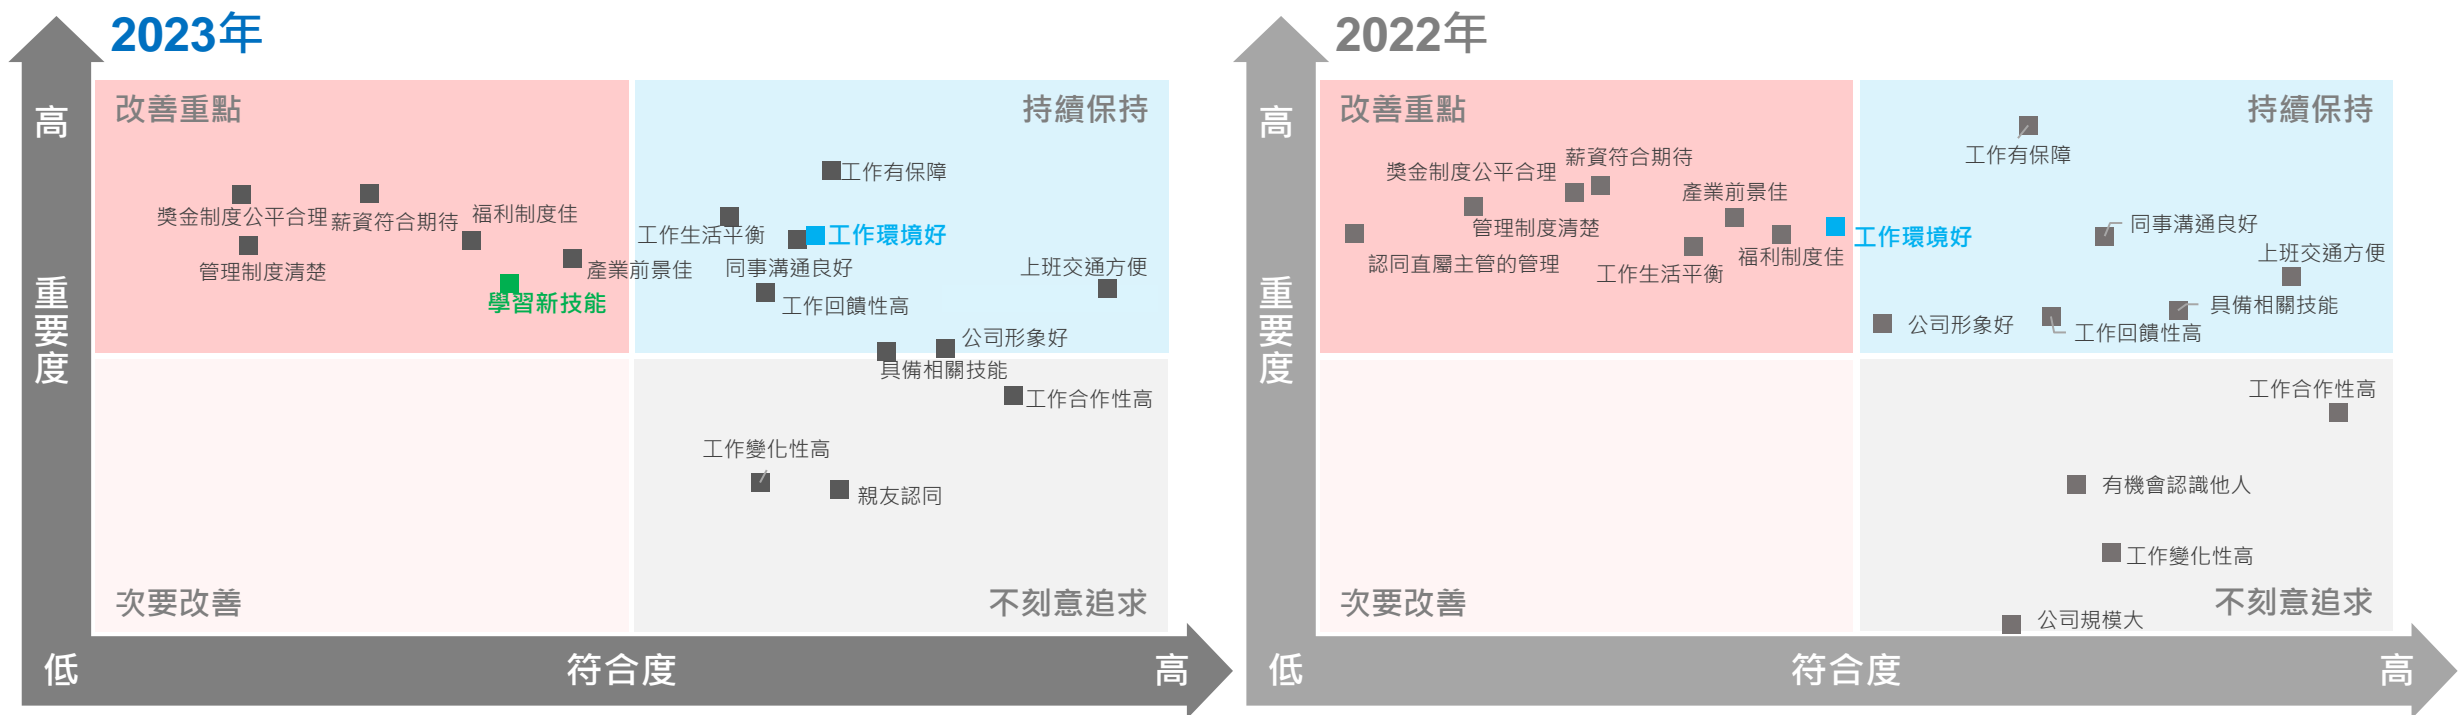 2023年
高
重要度
低
符合度
高
改善重點
持續保持
工作有保障
獎金制度公平合理
薪資符合期待
福利制度佳
工作生活平衡
工作環境好
管理制度清楚
產業前景佳
同事溝通良好
上班交通方便
學習新技能
工作回饋性高
公司形象好
具備相關技能
工作合作性高
工作變化性高
親友認同
次要改善
不刻意追求
2022年
高
重要度
低
符合度
高
改善重點
持續保持
工作有保障
薪資符合期待
獎金制度公平合理
產業前景佳
管理制度清楚
同事溝通良好
工作環境好
上班交通方便
福利制度佳
認同直屬主管的管理
工作生活平衡
具備相關技能
公司形象好
工作回饋性高
工作合作性高
有機會認識他人
工作變化性高
次要改善
不刻意追求
公司規模大